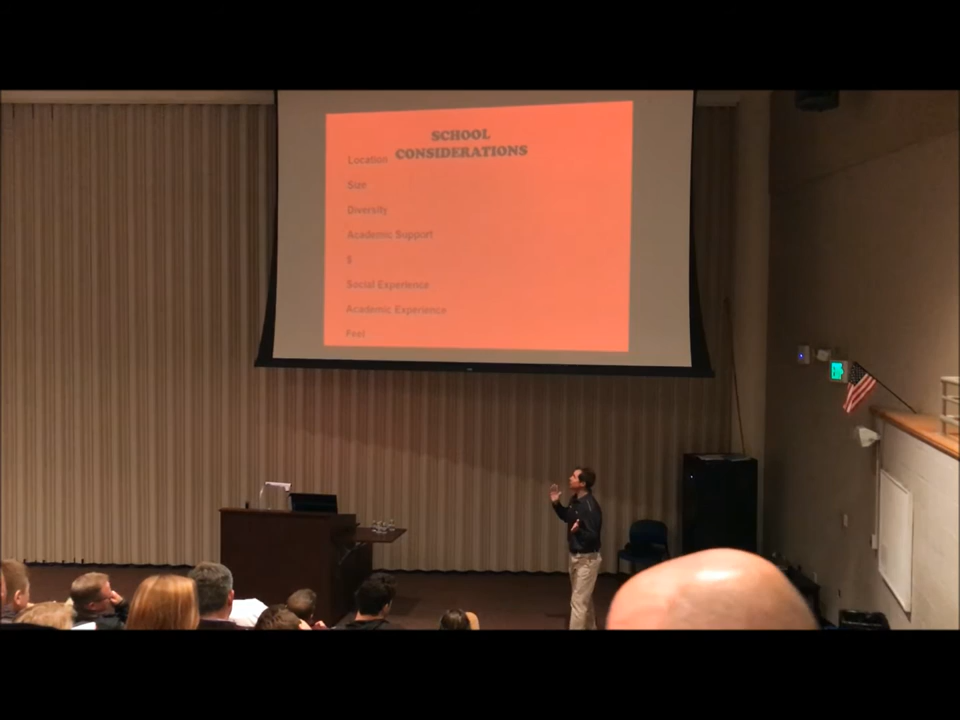 SCHOOL
CONSIDERATIONS
Location
Size
Diversity
Academic Support
$
Social Experience
Academic Experience
Feel